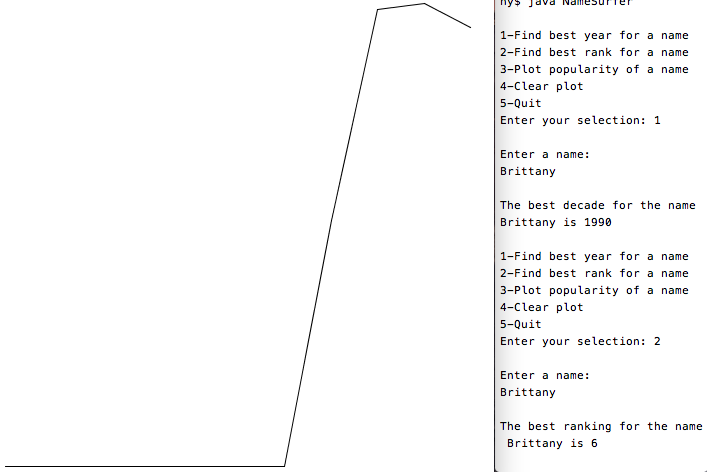 ny$ java NameSurfer
1-Find best year for a name
2-Find best rank for a name
3-Plot popularity of a name
4-Clear plot
5-Quit
Enter your selection: 1
Enter a name:
Brittany
The best decade for the name
Brittany is 1990
1-Find best year for a name
2-Find best rank for a name
3-Plot popularity of a name
4-Clear plot
5-Quit
Enter your selection: 2
Enter a name:
Brittany
The best ranking for the name
Brittany is 6